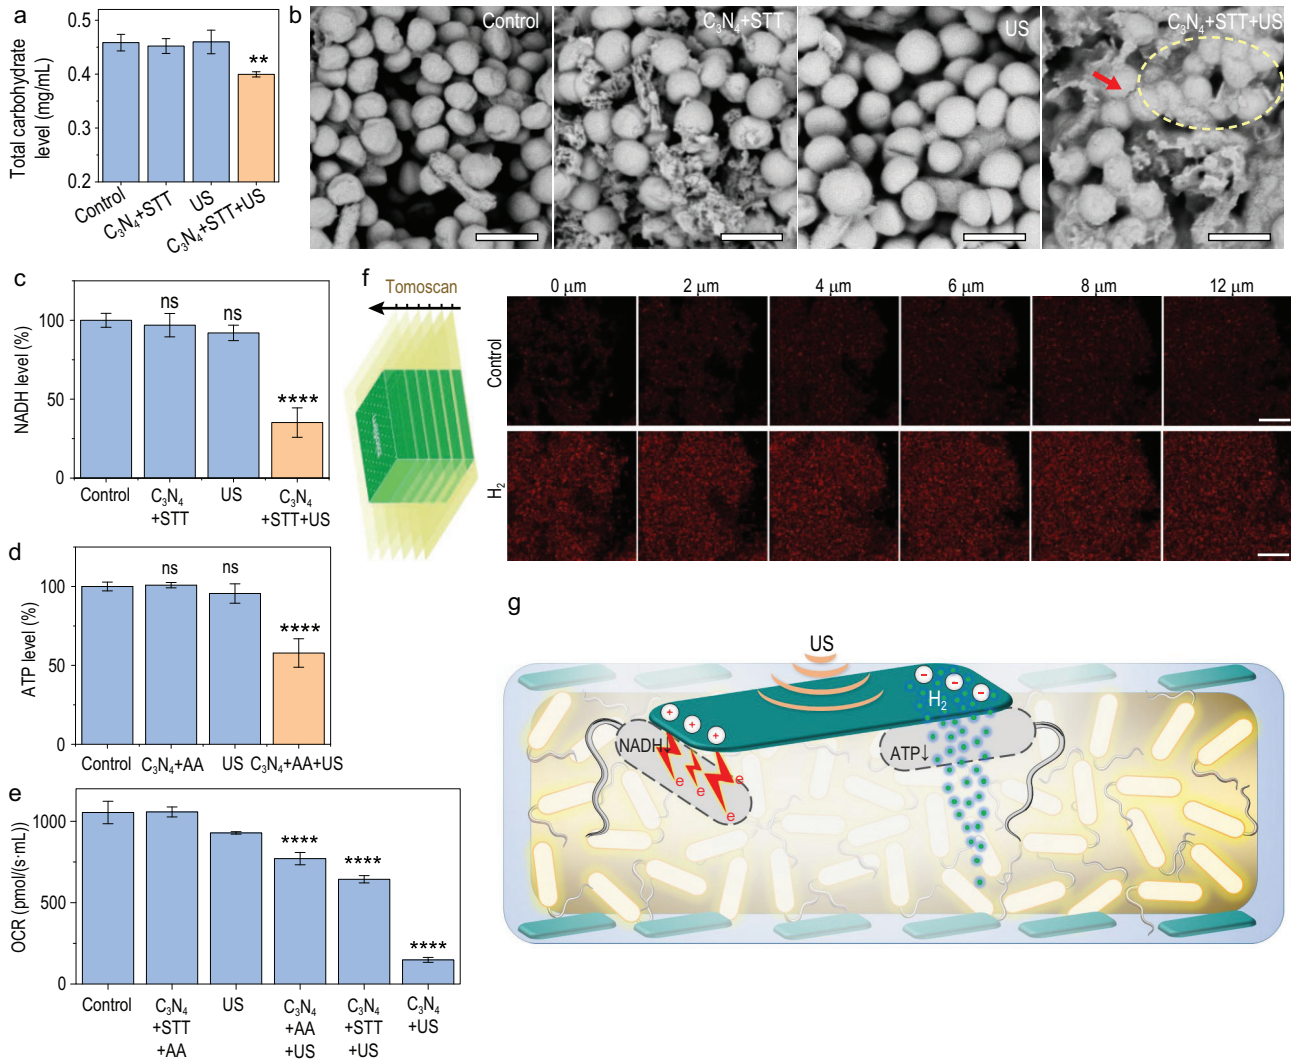 a
Total carbohydrate
level (mg/mL)
0.5
0.4
0.3
0.2
**
Control
C₃N₄+STT
US
C₃N₄+STT+US
b
Control
C₃N₄+STT
US
C₃N₄+STT+US
c
NADH level (%)
100
50
0
ns
ns
****
Control
C₃N₄
+STT
US
C₃N₄
+STT+US
d
ATP level (%)
100
50
0
ns
ns
****
Control
C₃N₄+AA
US
C₃N₄+AA+US
e
OCR (pmol/(s·mL))
1000
500
0
****
****
****
Control
C₃N₄
+STT
+AA
US
C₃N₄
+AA
+US
C₃N₄
+STT
+US
C₃N₄
+US
f
Tomoscan
0 μm
2 μm
4 μm
6 μm
8 μm
12 μm
Control
H₂
g
US
H₂
+
+
+
−
−
−
NADH↓
ATP↓
e
e
e
e